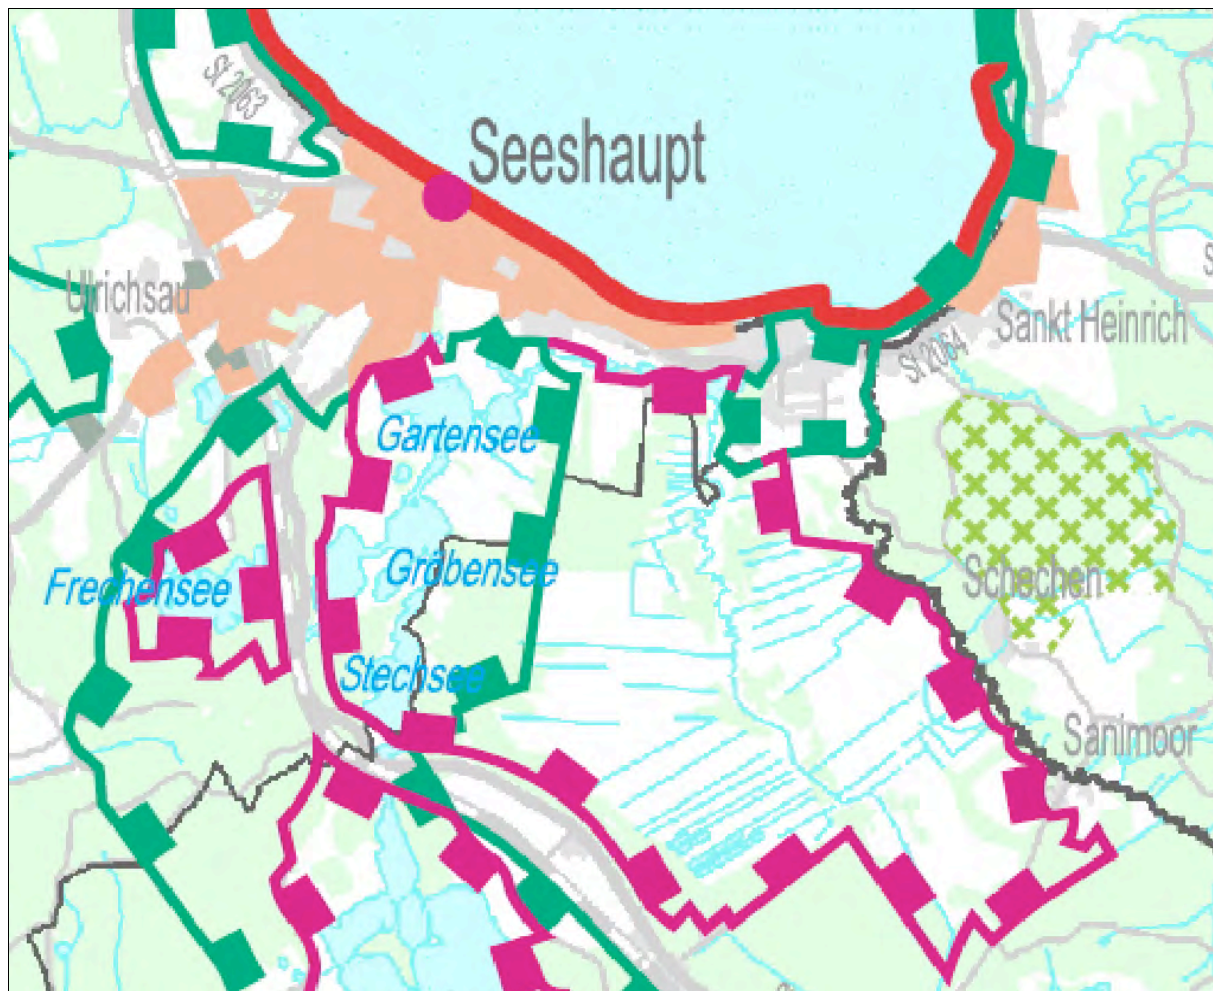 St 2063
Seeshaupt
Ulrichsau
Sankt Heinrich
St 2064
Gartensee
Gröbensee
Schechen
Frechensee
Stechsee
Sanimoor